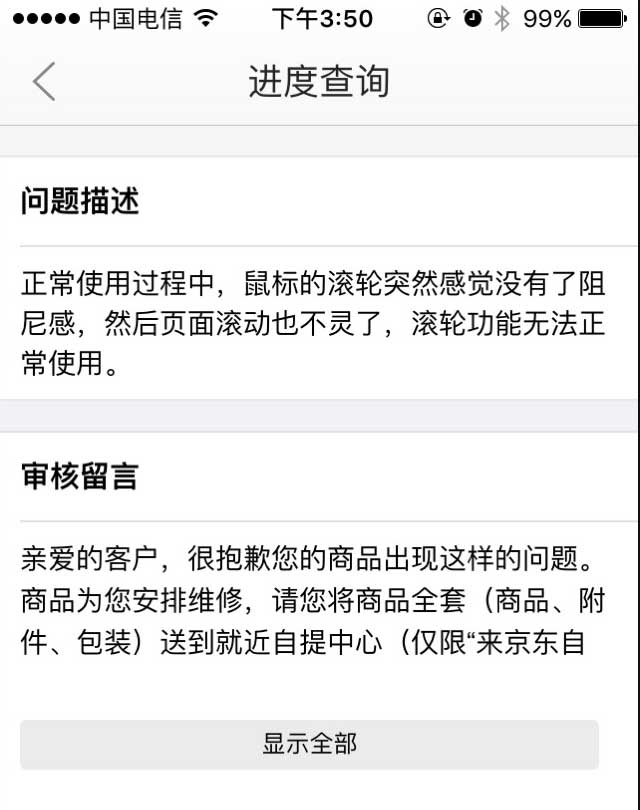 中国电信 下午3:50 99%
进度查询
问题描述
正常使用过程中，鼠标的滚轮突然感觉没有了阻
尼感，然后页面滚动也不灵了，滚轮功能无法正
常使用。
审核留言
亲爱的客户，很抱歉您的商品出现这样的问题。
商品为您安排维修，请您将商品全套（商品、附
件、包装）送到就近自提中心（仅限“来京东自
显示全部